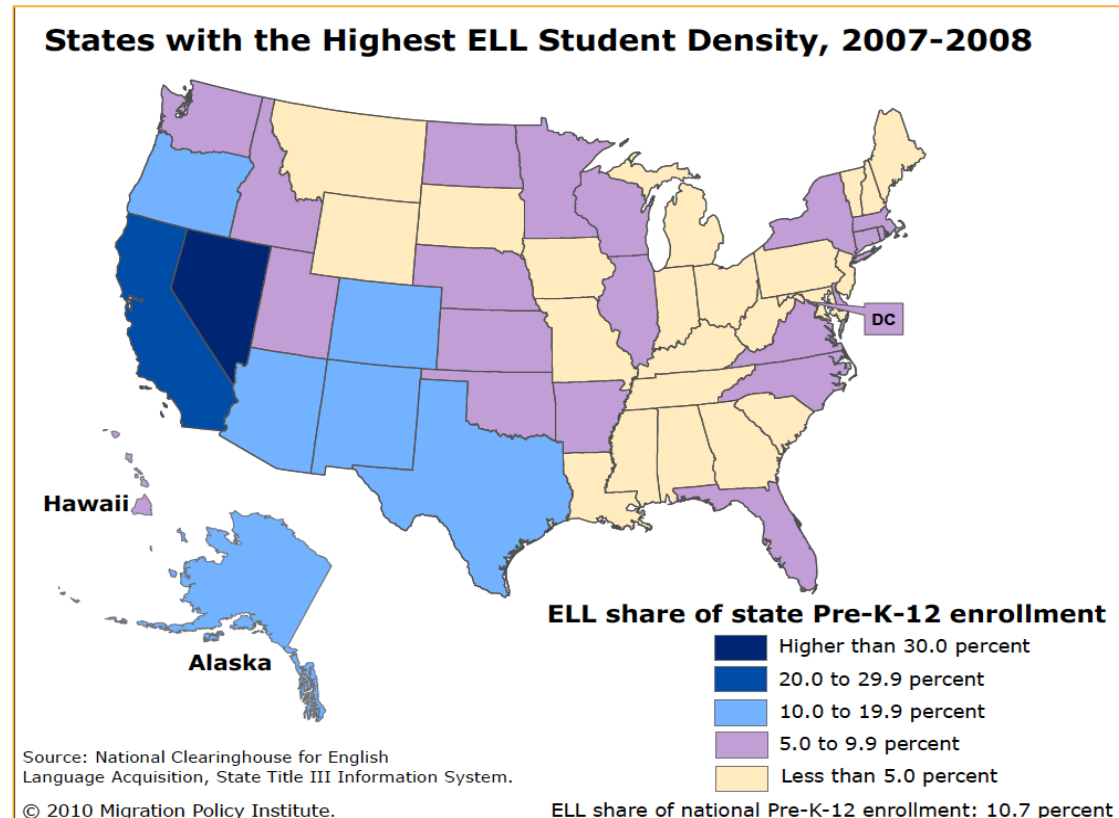 States with the Highest ELL Student Density, 2007-2008
DC
Hawaii
Alaska
ELL share of state Pre-K-12 enrollment
Higher than 30.0 percent
20.0 to 29.9 percent
10.0 to 19.9 percent
5.0 to 9.9 percent
Less than 5.0 percent
Source: National Clearinghouse for English
Language Acquisition, State Title III Information System.
© 2010 Migration Policy Institute.
ELL share of national Pre-K-12 enrollment: 10.7 percent